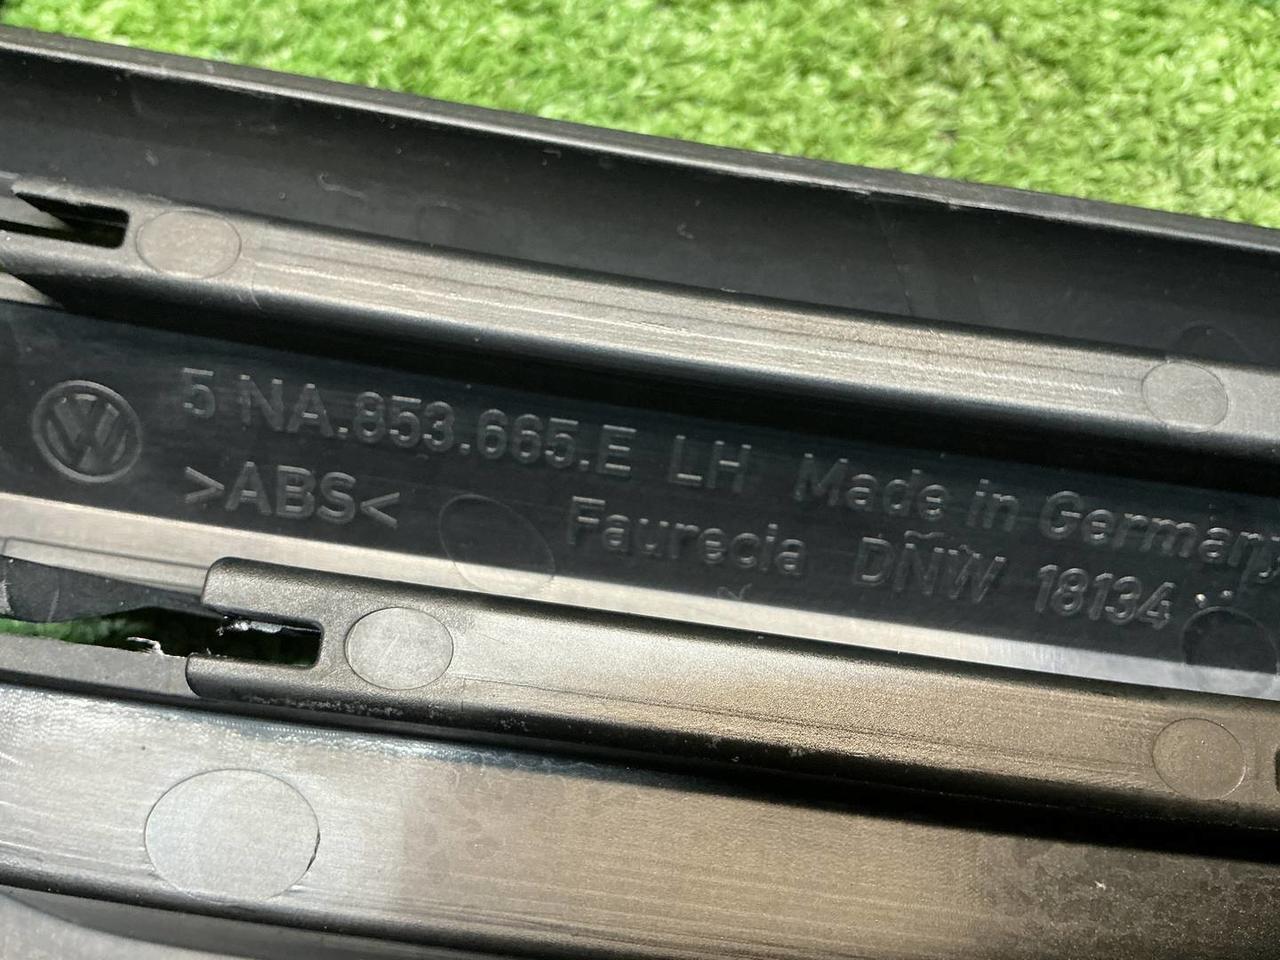 5 NA.853.665.E LH Made in Germany
>ABS< Faurecia DNW 18134